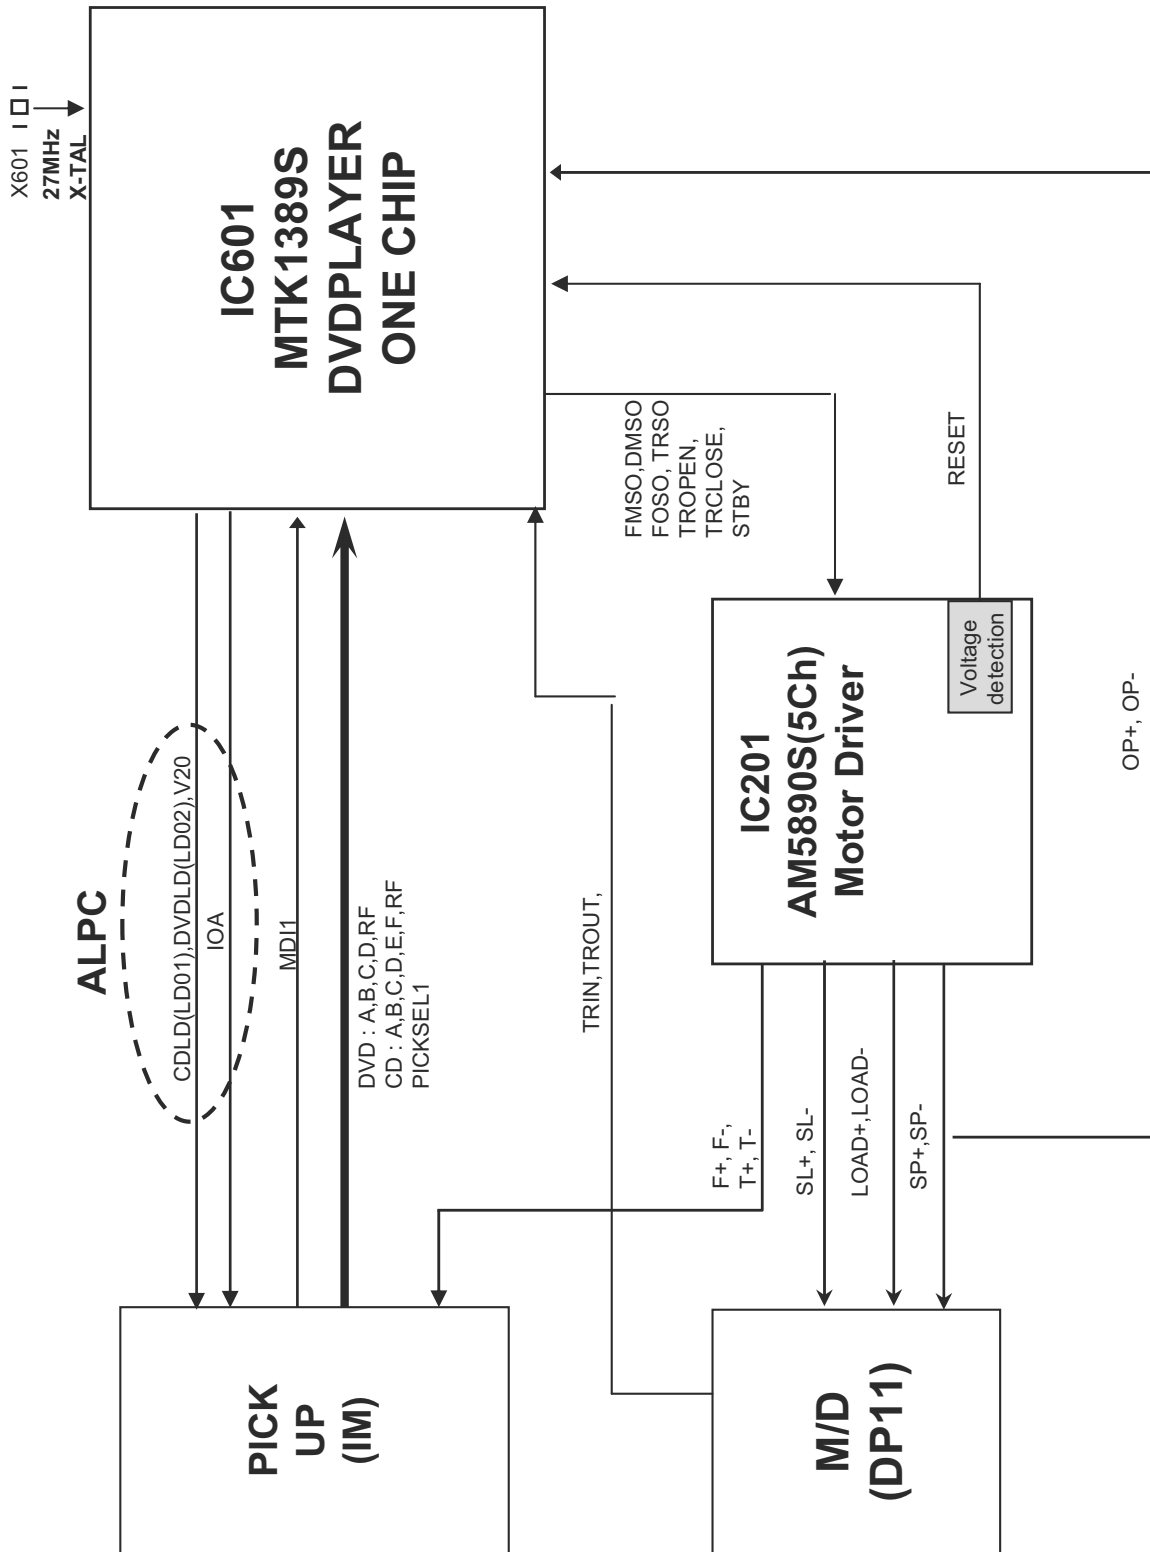 X601
27MHz
X-TAL
IC601
MTK1389S
DVDPLAYER
ONE CHIP
ALPC
CDLD(LD01),DVDLD(LD02),V20
IOA
MDI1
DVD : A,B,C,D,RF
CD : A,B,C,D,E,F,RF
PICKSEL1
PICK
UP
(IM)
TRIN,TROUT,
FMSO,DMSO
FOSO, TRSO
TROPEN,
TRCLOSE,
STBY
RESET
IC201
AM5890S(5Ch)
Motor Driver
Voltage
detection
F+, F-,
T+, T-
SL+, SL-
LOAD+,LOAD-
SP+,SP-
OP+, OP-
M/D
(DP11)